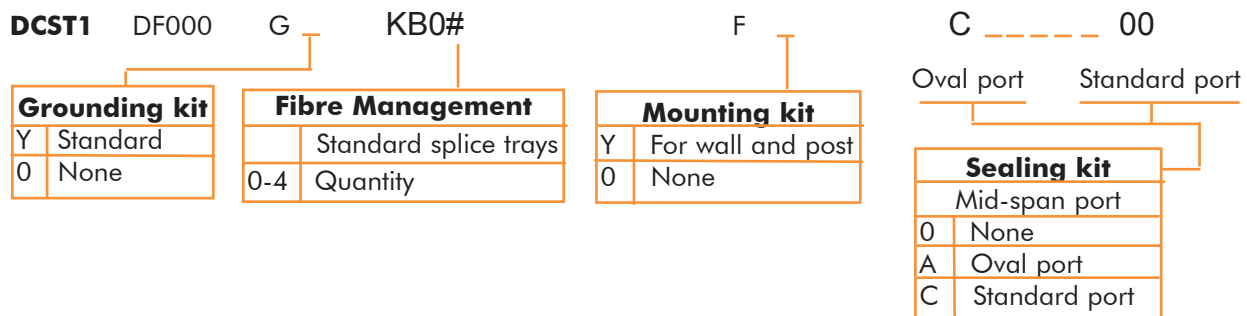 DCST1 DF000 G _ KB0# F _ C _ _ _ _ _ 00
Oval port Standard port
Grounding kit
Y Standard
0 None
Fibre Management
Standard splice trays
0-4 Quantity
Mounting kit
Y For wall and post
0 None
Sealing kit
Mid-span port
0 None
A Oval port
C Standard port